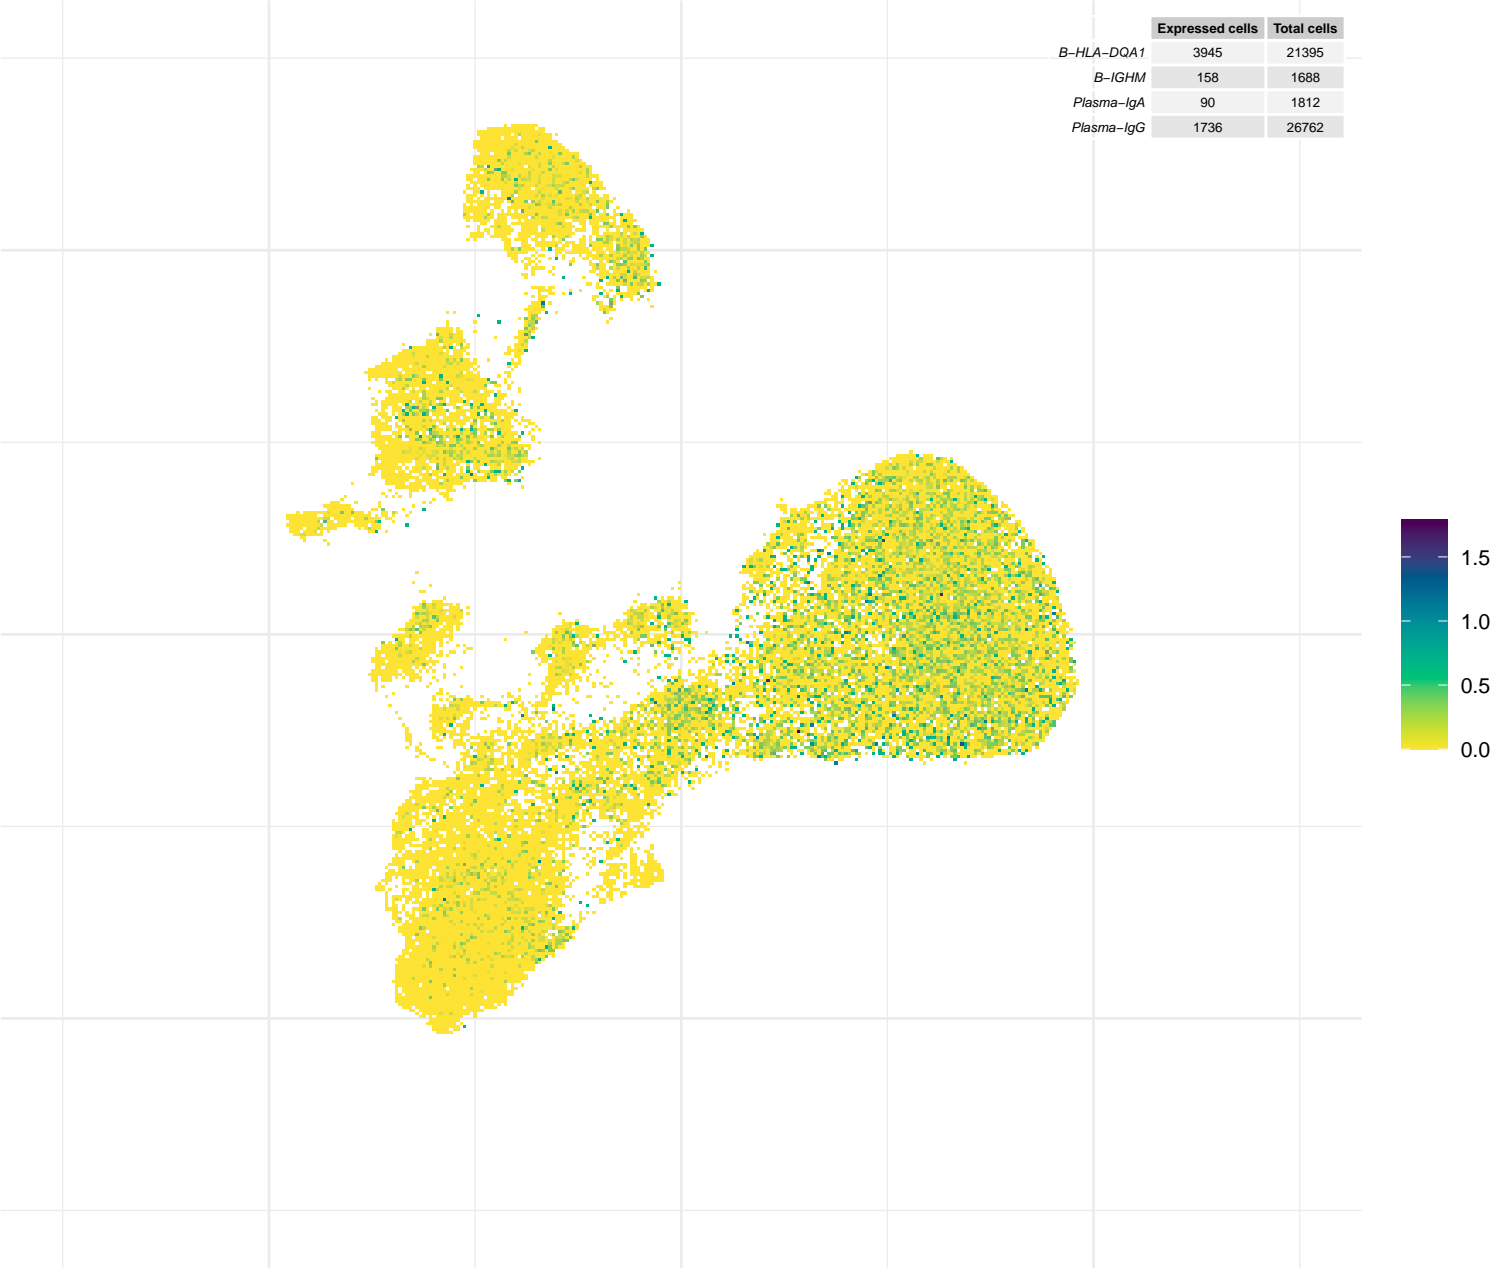 Expressed cells Total cells
B−HLA−DQA1 3945 21395
B−IGHM 158 1688
Plasma−IgA 90 1812
Plasma−IgG 1736 26762
1.5
1.0
0.5
0.0